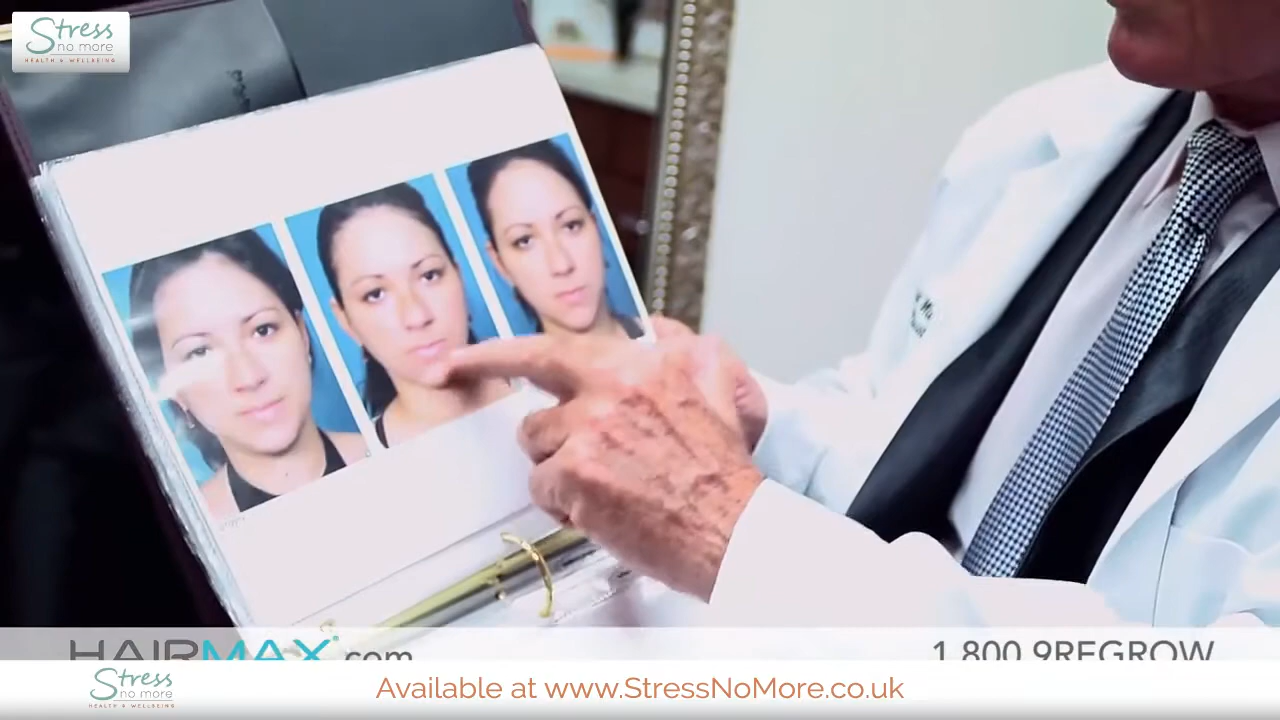 Stress
no more
HEALTH & WELLBEING
HAIRMAX®.com
1.800.9REGROW
Stress
no more
HEALTH & WELLBEING
Available at www.StressNoMore.co.uk